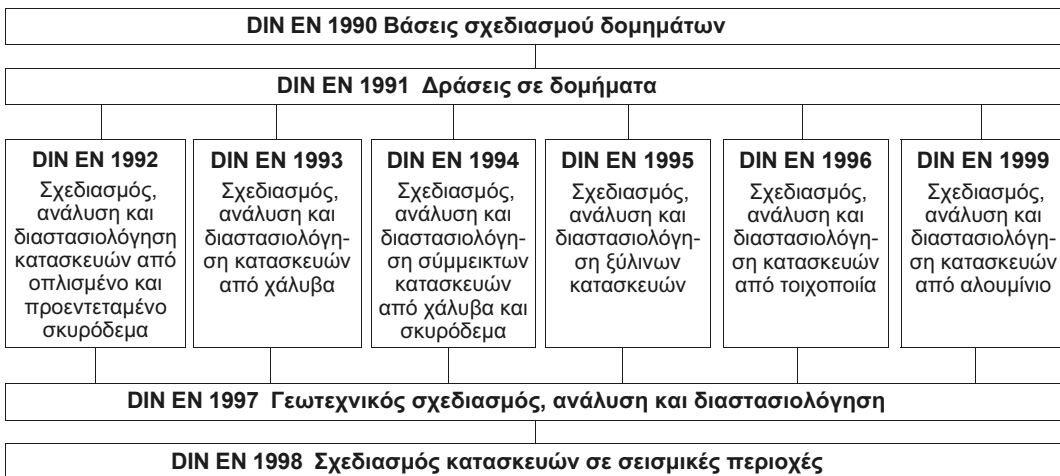 DIN EN 1990 Βάσεις σχεδιασμού δομημάτων
DIN EN 1991 Δράσεις σε δομήματα
DIN EN 1992
Σχεδιασμός,
ανάλυση και
διαστασιολόγηση
κατασκευών από
οπλισμένο και
προεντεταμένο
σκυρόδεμα
DIN EN 1993
Σχεδιασμός,
ανάλυση και
διαστασιολόγη-
ση κατασκευών
από χάλυβα
DIN EN 1994
Σχεδιασμός,
ανάλυση και
διαστασιολόγη-
ση σύμμεικτων
κατασκευών
από χάλυβα και
σκυρόδεμα
DIN EN 1995
Σχεδιασμός,
ανάλυση και
διαστασιολόγη-
ση ξύλινων
κατασκευών
DIN EN 1996
Σχεδιασμός,
ανάλυση και
διαστασιολόγη-
ση κατασκευών
από τοιχοποιία
DIN EN 1999
Σχεδιασμός,
ανάλυση και
διαστασιολόγη-
ση κατασκευών
από αλουμίνιο
DIN EN 1997 Γεωτεχνικός σχεδιασμός, ανάλυση και διαστασιολόγηση
DIN EN 1998 Σχεδιασμός κατασκευών σε σεισμικές περιοχές